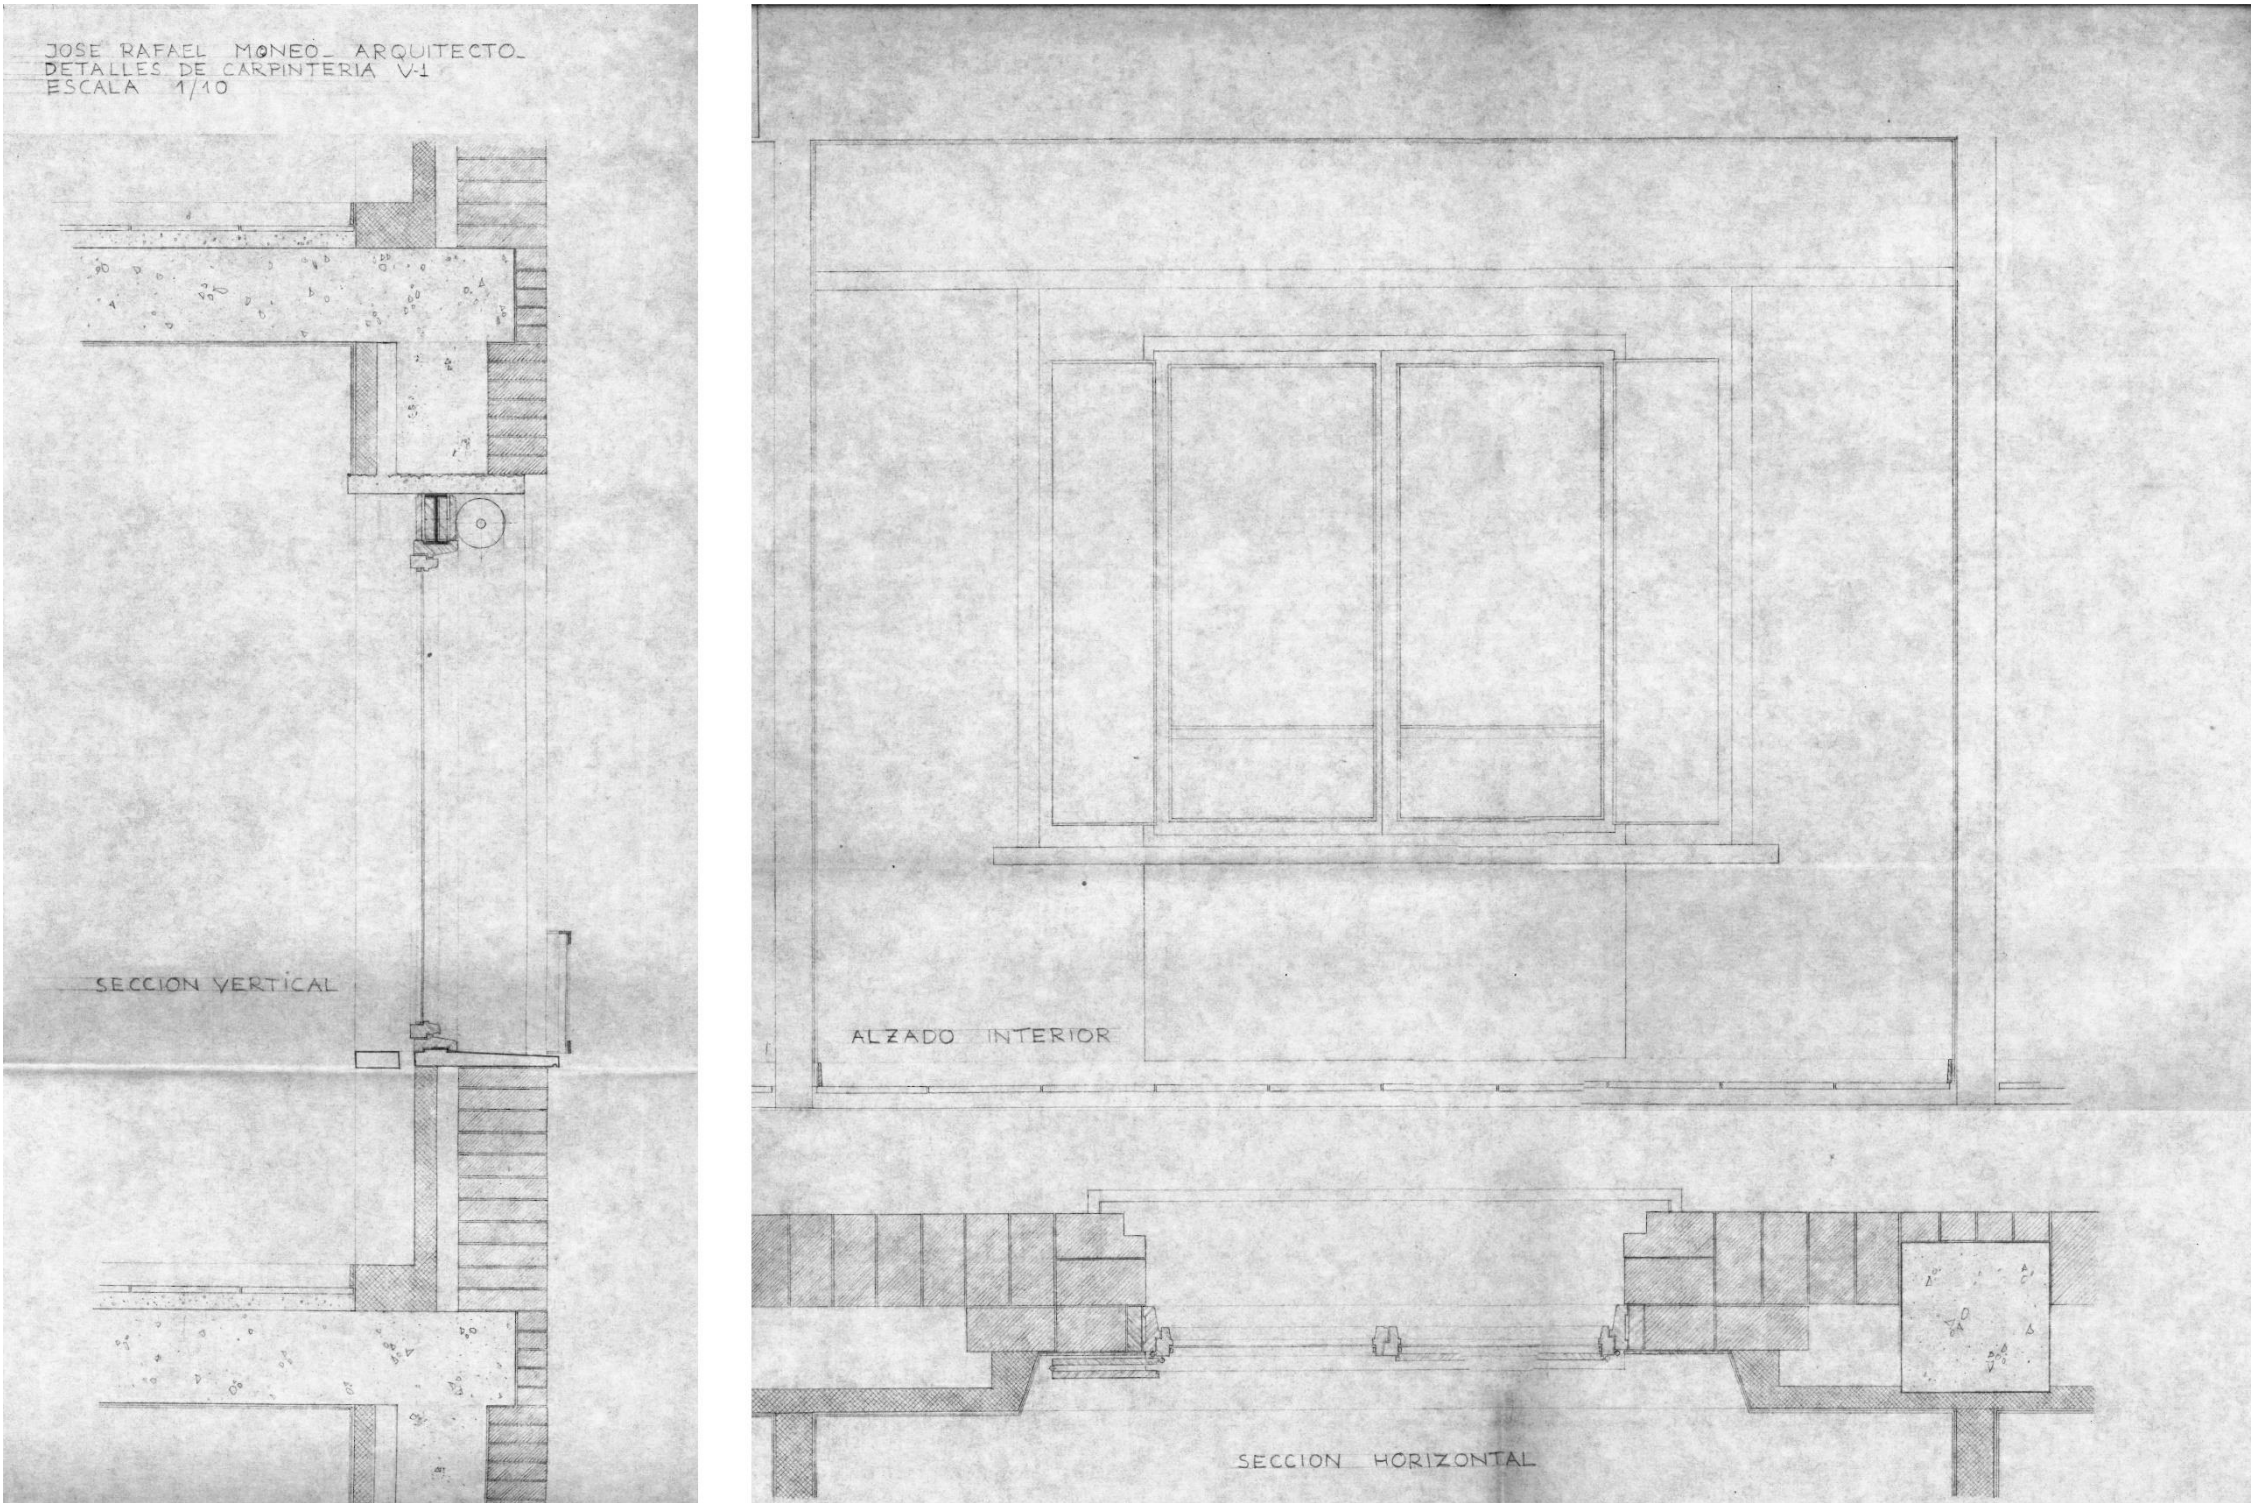 JOSE RAFAEL MONEO_ ARQUITECTO_
DETALLES DE CARPINTERIA V-1
ESCALA 1/10
SECCION VERTICAL
ALZADO INTERIOR
SECCION HORIZONTAL